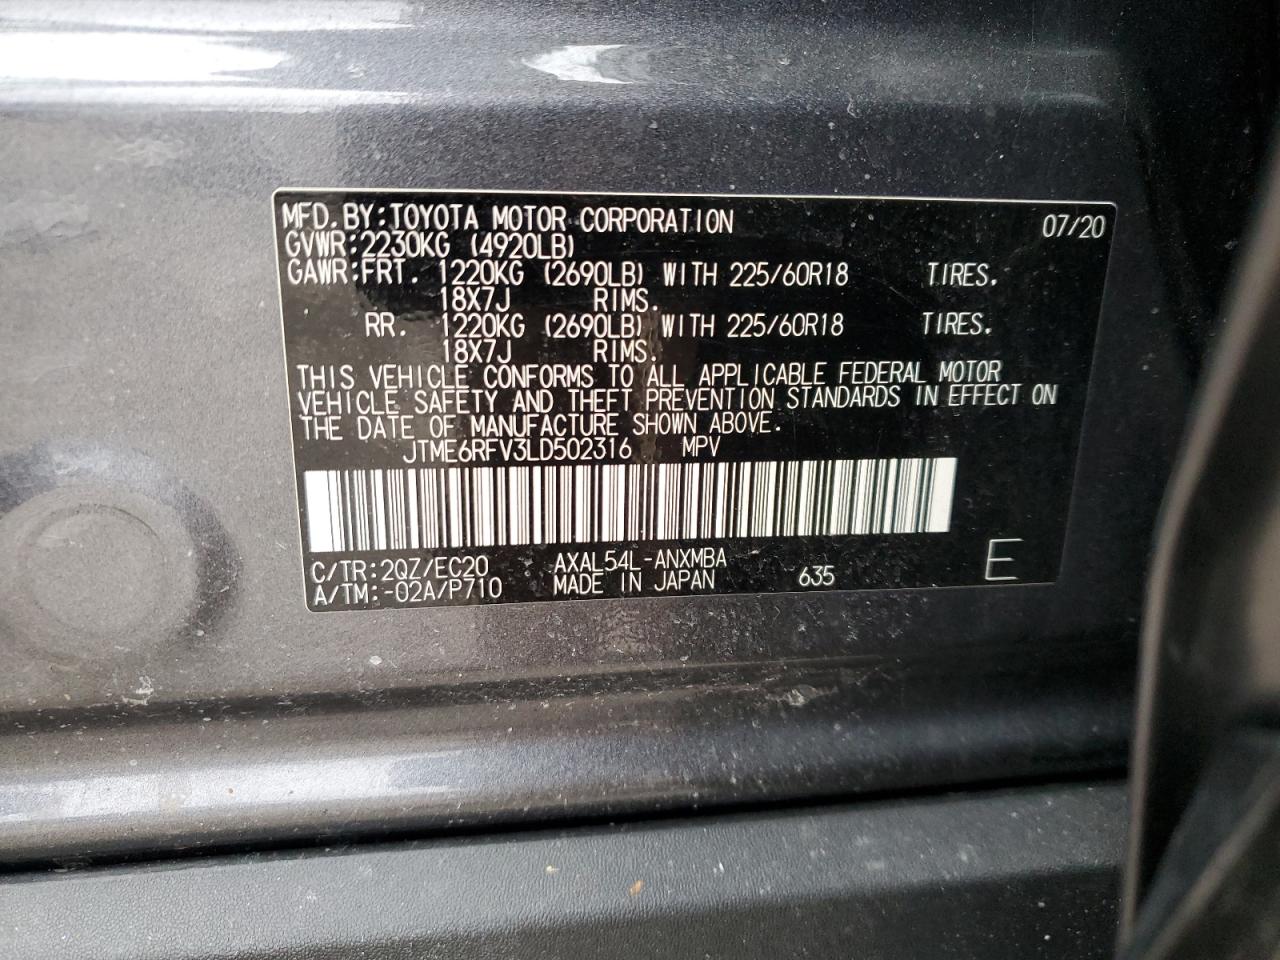 MFD.BY:TOYOTA MOTOR CORPORATION 07/20
GVWR:2230KG (4920LB)
GAWR:FRT. 1220KG (2690LB) WITH 225/60R18 TIRES.
18X7J RIMS.
RR. 1220KG (2690LB) WITH 225/60R18 TIRES.
18X7J RIMS.
THIS VEHICLE CONFORMS TO ALL APPLICABLE FEDERAL MOTOR
VEHICLE SAFETY AND THEFT PREVENTION STANDARDS IN EFFECT ON
THE DATE OF MANUFACTURE SHOWN ABOVE.
JTME6RFV3LD502316 MPV
C/TR:2QZ/EC20 AXAL54L-ANXMBA
A/TM:-02A/P710 MADE IN JAPAN 635 E